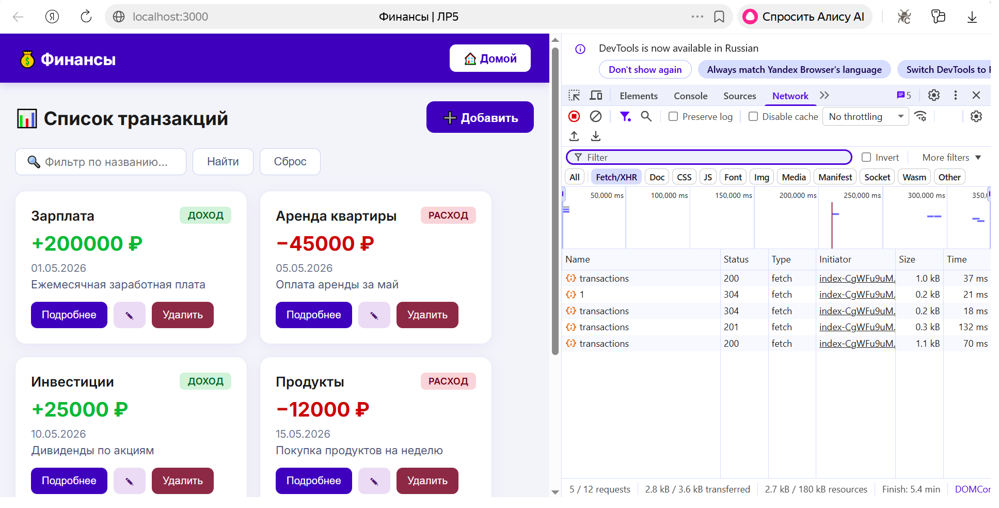 localhost:3000
Финансы | ЛР5
Спросить Алису AI
Финансы
Домой
Список транзакций
Добавить
Фильтр по названию...
Найти
Сброс
Зарплата
ДОХОД
+200000 ₽
01.05.2026
Ежемесячная заработная плата
Подробнее
Удалить
Аренда квартиры
РАСХОД
−45000 ₽
05.05.2026
Оплата аренды за май
Подробнее
Удалить
Инвестиции
ДОХОД
+25000 ₽
10.05.2026
Дивиденды по акциям
Подробнее
Удалить
Продукты
РАСХОД
−12000 ₽
15.05.2026
Покупка продуктов на неделю
Подробнее
Удалить
DevTools is now available in Russian
Don't show again
Always match Yandex Browser's language
Switch DevTools to
Elements
Console
Sources
Network
5
Preserve log
Disable cache
No throttling
Filter
Invert
More filters
All
Fetch/XHR
Doc
CSS
JS
Font
Img
Media
Manifest
Socket
Wasm
Other
50,000 ms
100,000 ms
150,000 ms
200,000 ms
250,000 ms
300,000 ms
350,
Name Status Type Initiator Size Time
transactions 200 fetch index-CgWFu9uM. 1.0 kB 37 ms
1 304 fetch index-CgWFu9uM. 0.2 kB 21 ms
transactions 304 fetch index-CgWFu9uM. 0.2 kB 18 ms
transactions 201 fetch index-CgWFu9uM. 0.3 kB 132 ms
transactions 200 fetch index-CgWFu9uM. 1.1 kB 70 ms
5 / 12 requests
2.8 kB / 3.6 kB transferred
2.7 kB / 180 kB resources
Finish: 5.4 min
DOMCor